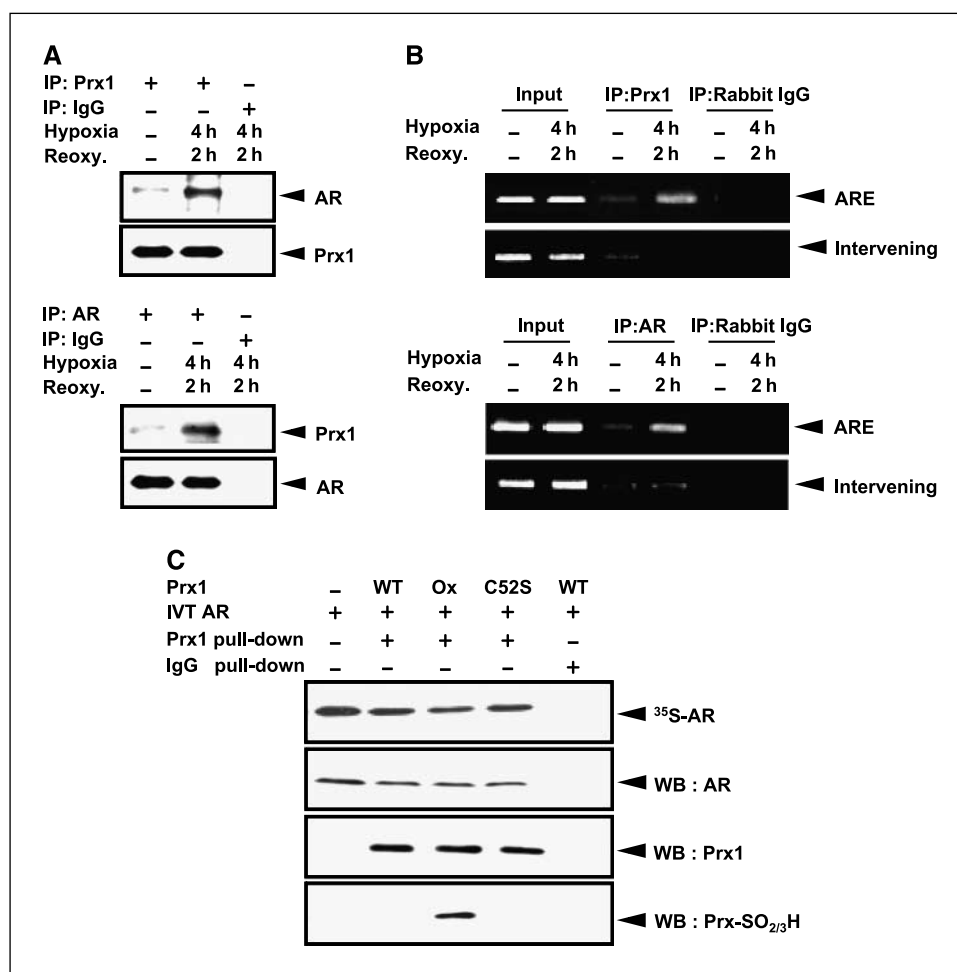 A
IP: Prx1 + + –
IP: IgG – – +
Hypoxia – 4 h 4 h
Reoxy. – 2 h 2 h
AR
Prx1
IP: AR + + –
IP: IgG – – +
Hypoxia – 4 h 4 h
Reoxy. – 2 h 2 h
Prx1
AR
B
Input IP:Prx1 IP:Rabbit IgG
Hypoxia – 4 h – 4 h – 4 h
Reoxy. – 2 h – 2 h – 2 h
ARE
Intervening
Input IP:AR IP:Rabbit IgG
Hypoxia – 4 h – 4 h – 4 h
Reoxy. – 2 h – 2 h – 2 h
ARE
Intervening
C
Prx1 – WT Ox C52S WT
IVT AR + + + + +
Prx1 pull-down – + + + –
IgG pull-down – – – – +
³⁵S-AR
WB : AR
WB : Prx1
WB : Prx-SO₂/₃H